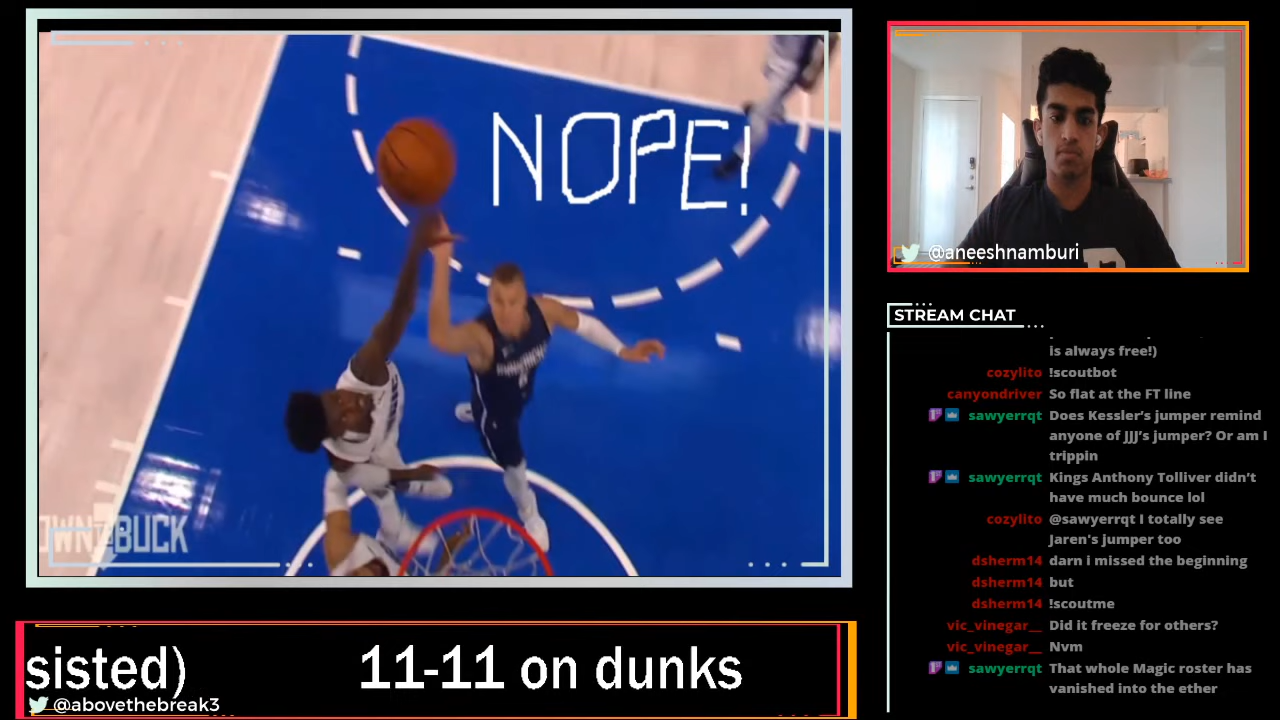 NOPE!
OWN2BUCK
@aneeshnamburi
STREAM CHAT
is always free!)
cozylito !scoutbot
canyondriver So flat at the FT line
sawyerrqt Does Kessler's jumper remind
anyone of JJJ's jumper? Or am I
trippin
sawyerrqt Kings Anthony Tolliver didn't
have much bounce lol
cozylito @sawyerrqt I totally see
Jaren's jumper too
dsherm14 darn i missed the beginning
dsherm14 but
dsherm14 !scoutme
vic_vinegar__ Did it freeze for others?
vic_vinegar__ Nvm
sawyerrqt That whole Magic roster has
vanished into the ether
sisted) 11-11 on dunks
@abovethebreak3